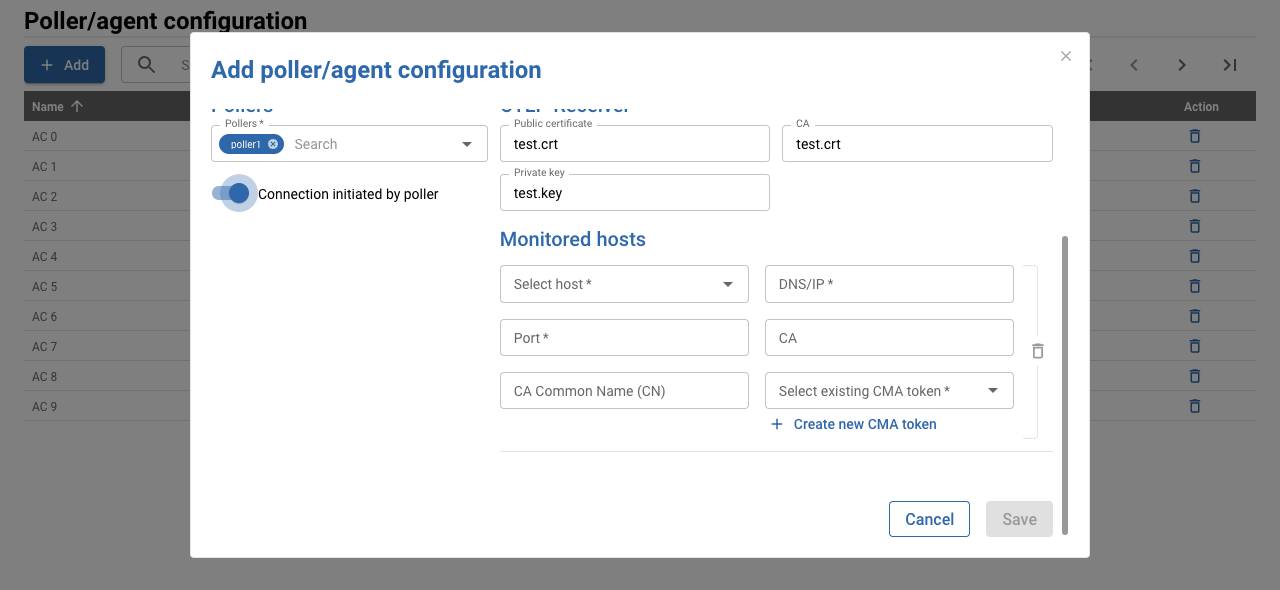 Poller/agent configuration
Add
S
Name
Action
AC 0
AC 1
AC 2
AC 3
AC 4
AC 5
AC 6
AC 7
AC 8
AC 9
Add poller/agent configuration
Pollers
Pollers *
poller1
Search
Connection initiated by poller
OTLP Receiver
Public certificate
test.crt
CA
test.crt
Private key
test.key
Monitored hosts
Select host *
DNS/IP *
Port *
CA
CA Common Name (CN)
Select existing CMA token *
Create new CMA token
Cancel
Save